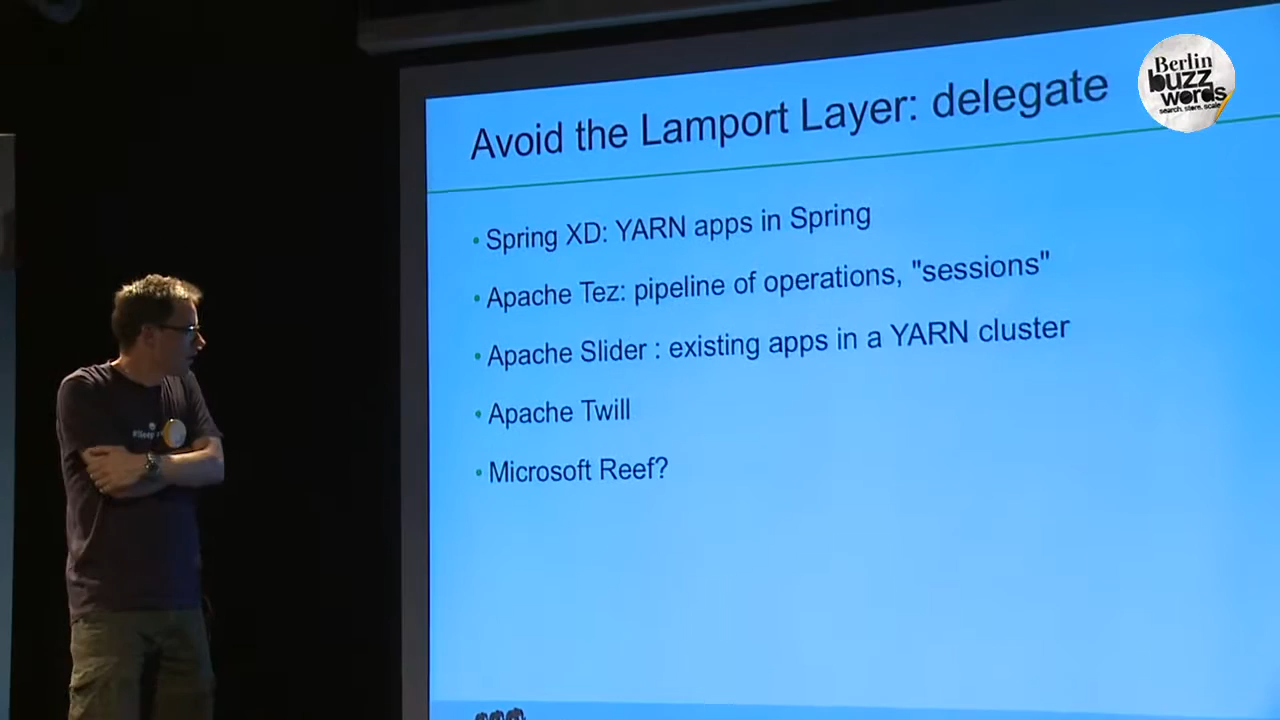 Avoid the Lamport Layer: delegate
Berlin
buzz
words
search. store. scale
• Spring XD: YARN apps in Spring
• Apache Tez: pipeline of operations, "sessions"
• Apache Slider : existing apps in a YARN cluster
• Apache Twill
• Microsoft Reef?